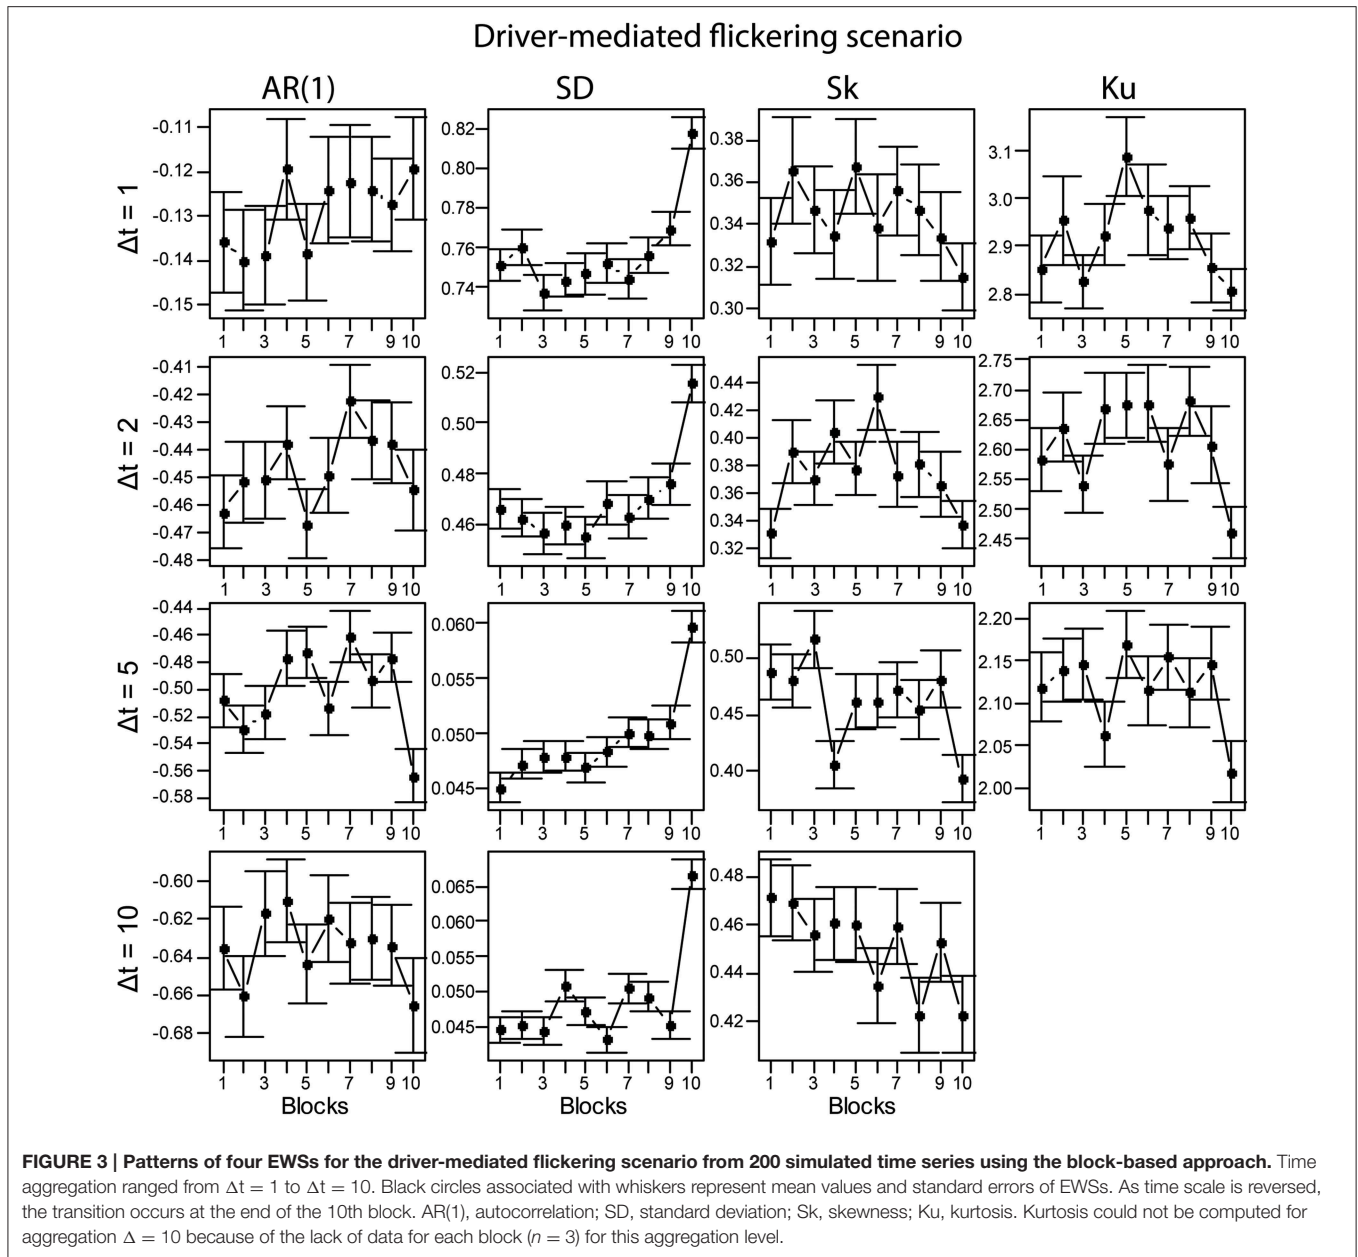 Driver-mediated flickering scenario
AR(1) SD Sk Ku
Δt = 1
-0.11
-0.12
-0.13
-0.14
-0.15
1 3 5 7 9 10
0.82
0.80
0.78
0.76
0.74
1 3 5 7 9 10
0.38
0.36
0.34
0.32
0.30
1 3 5 7 9 10
3.1
3.0
2.9
2.8
1 3 5 7 9 10
Δt = 2
-0.41
-0.42
-0.43
-0.44
-0.45
-0.46
-0.47
-0.48
1 3 5 7 9 10
0.52
0.50
0.48
0.46
1 3 5 7 9 10
0.44
0.42
0.40
0.38
0.36
0.34
0.32
1 3 5 7 9 10
2.75
2.70
2.65
2.60
2.55
2.50
2.45
1 3 5 7 9 10
Δt = 5
-0.44
-0.46
-0.48
-0.50
-0.52
-0.54
-0.56
-0.58
1 3 5 7 9 10
0.060
0.055
0.050
0.045
1 3 5 7 9 10
0.50
0.45
0.40
1 3 5 7 9 10
2.20
2.15
2.10
2.05
2.00
1 3 5 7 9 10
Δt = 10
-0.60
-0.62
-0.64
-0.66
-0.68
1 3 5 7 9 10
Blocks
0.065
0.060
0.055
0.050
0.045
1 3 5 7 9 10
Blocks
0.48
0.46
0.44
0.42
1 3 5 7 9 10
Blocks
FIGURE 3 | Patterns of four EWSs for the driver-mediated flickering scenario from 200 simulated time series using the block-based approach. Time
aggregation ranged from Δt = 1 to Δt = 10. Black circles associated with whiskers represent mean values and standard errors of EWSs. As time scale is reversed,
the transition occurs at the end of the 10th block. AR(1), autocorrelation; SD, standard deviation; Sk, skewness; Ku, kurtosis. Kurtosis could not be computed for
aggregation Δ = 10 because of the lack of data for each block (n = 3) for this aggregation level.